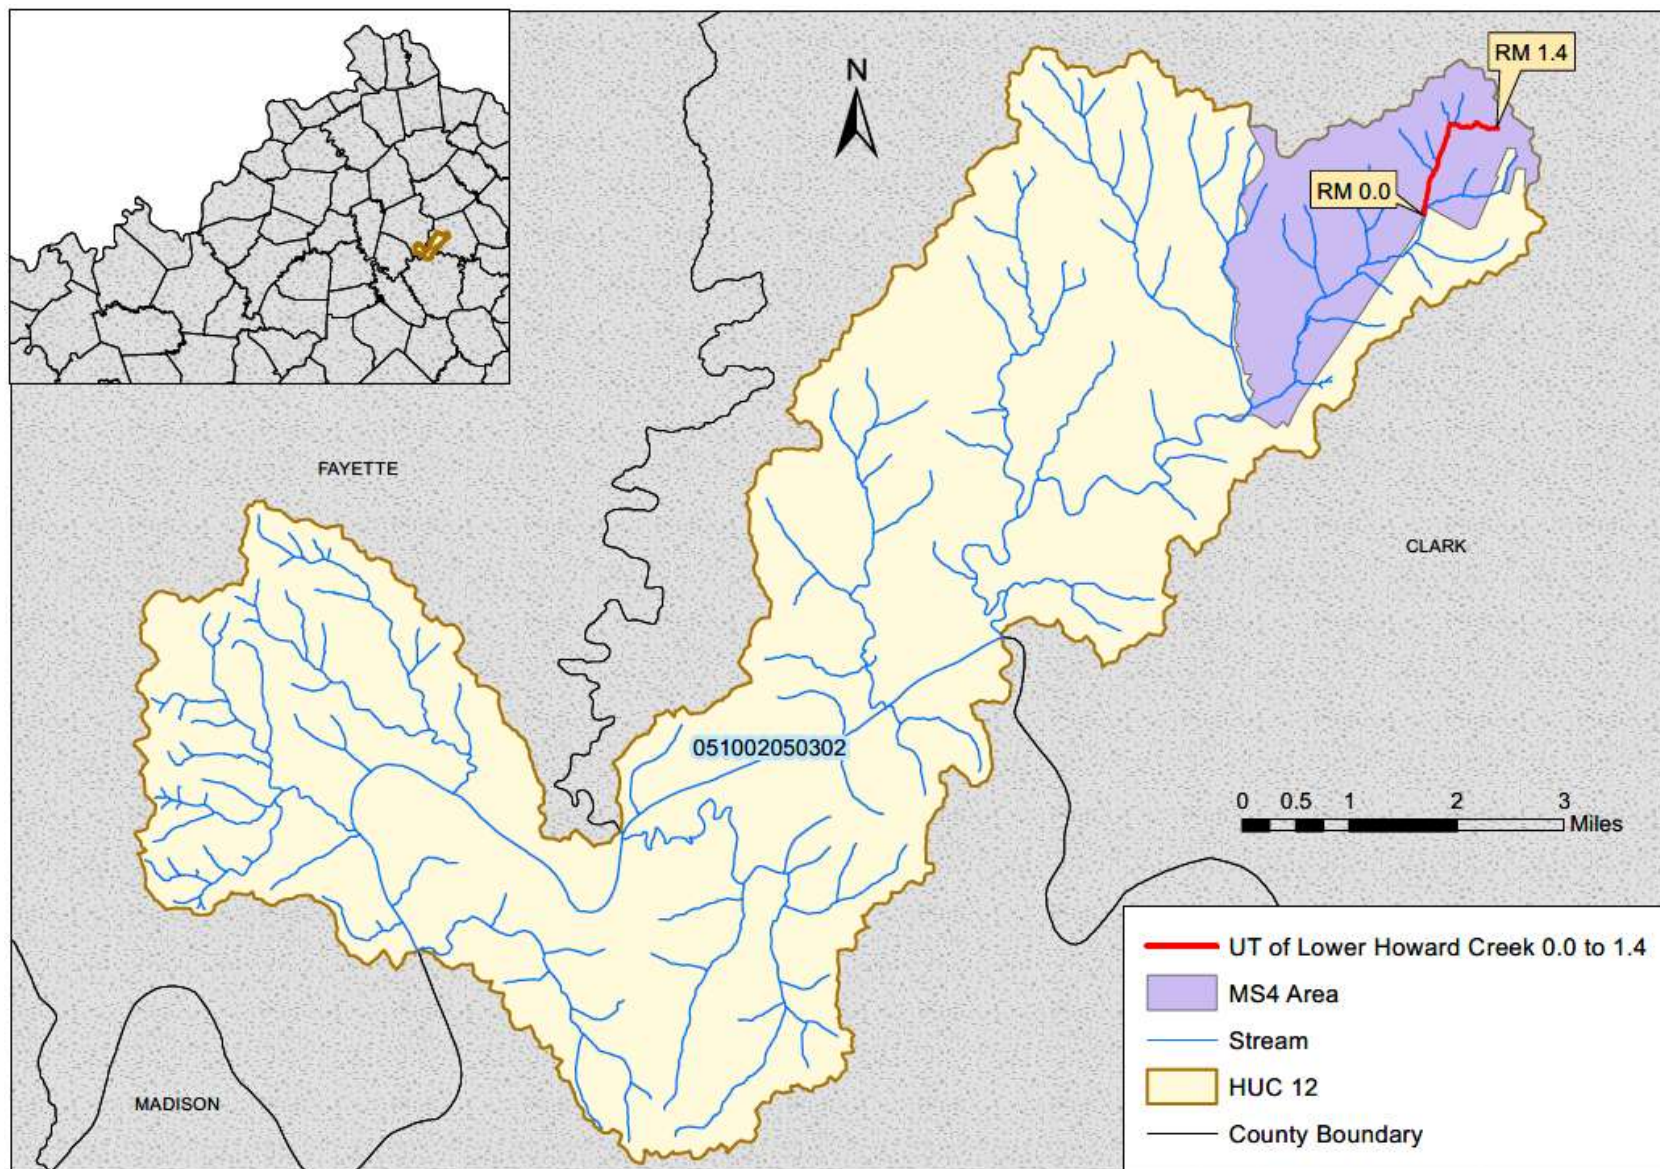 N
RM 1.4
RM 0.0
FAYETTE
CLARK
051002050302
0 0.5 1 2 3
Miles
MADISON
UT of Lower Howard Creek 0.0 to 1.4
MS4 Area
Stream
HUC 12
County Boundary